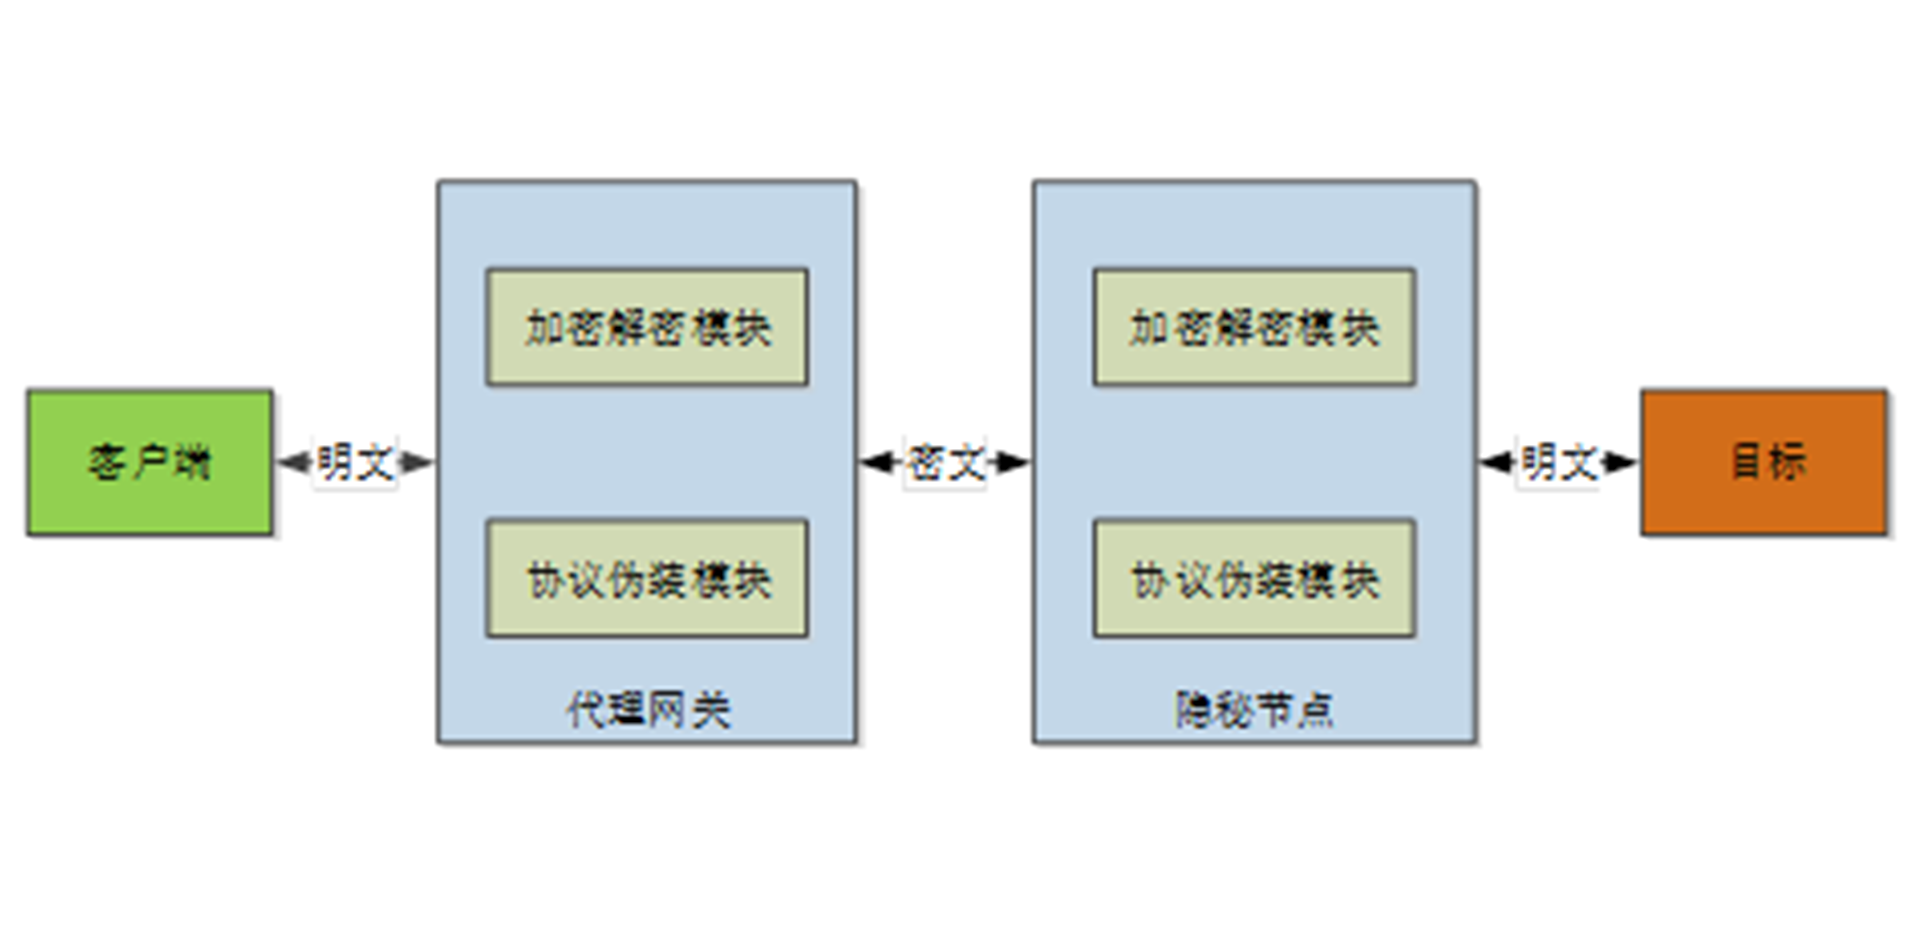 加密解密模块
加密解密模块
客户端
明文
密文
明文
目标
协议伪装模块
协议伪装模块
代理网关
隐秘节点